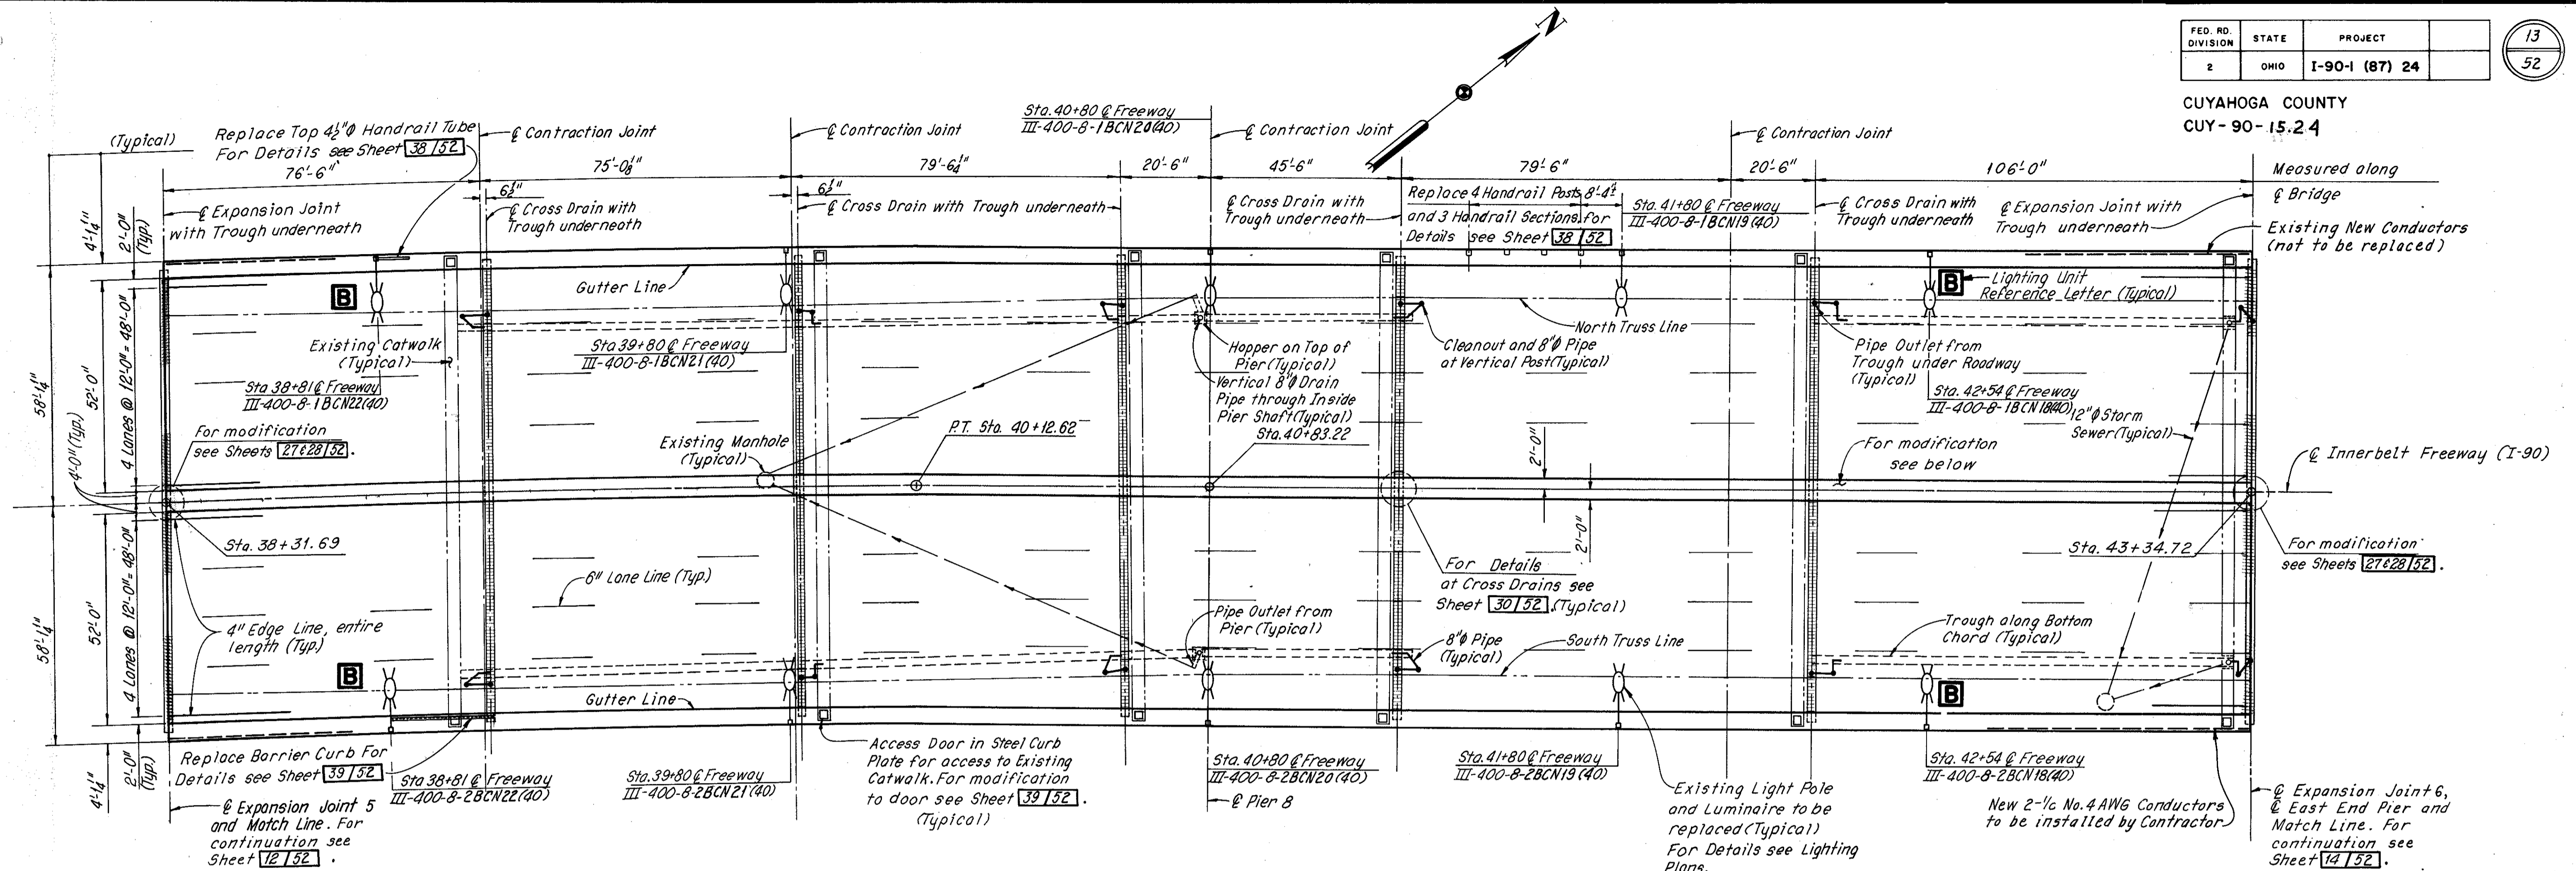 FED. RD. DIVISION
STATE
PROJECT
2
OHIO
I-90-1 (87) 24
13
52
CUYAHOGA COUNTY
CUY-90-15.24
N
(Typical)
Replace Top 4½"φ Handrail Tube
For Details see Sheet 38/52
℄ Contraction Joint
℄ Contraction Joint
Sta. 40+80 ℄ Freeway
III-400-8-1BCN20(40)
℄ Contraction Joint
℄ Contraction Joint
76'-6"
75'-0⅛"
79'-6¼"
20'-6"
45'-6"
79'-6"
20'-6"
106'-0"
Measured along
℄ Bridge
6½"
6½"
4'-1¼"
2'-0"
(Typ.)
℄ Expansion Joint
with Trough underneath
℄ Cross Drain with
Trough underneath
℄ Cross Drain with Trough underneath
℄ Cross Drain with
Trough underneath
Replace 4 Handrail Posts 8'-4"±
and 3 Handrail Sections for
Details see Sheet 38/52
Sta. 41+80 ℄ Freeway
III-400-8-1BCN19(40)
℄ Cross Drain with
Trough underneath
℄ Expansion Joint with
Trough underneath
Existing New Conductors
(not to be replaced)
Gutter Line
B
B
Lighting Unit
Reference Letter (Typical)
Existing Catwalk
(Typical)
Sta 39+80 ℄ Freeway
III-400-8-1BCN21(40)
Hopper on Top of
Pier (Typical)
Vertical 8"φ Drain
Pipe through Inside
Pier Shaft (Typical)
North Truss Line
Cleanout and 8"φ Pipe
at Vertical Post (Typical)
Pipe Outlet from
Trough under Roadway
(Typical)
Sta 38+81 ℄ Freeway
III-400-8-1BCN22(40)
Sta. 42+54 ℄ Freeway
III-400-8-1BCN18(40)
12"φ Storm
Sewer (Typical)
58'-1¼"
52'-0"
4 Lanes @ 12'-0" = 48'-0"
4'-0" (Typ.)
For modification
see Sheets 27&28/52.
Existing Manhole
(Typical)
P.T. Sta. 40+12.62
Sta. 40+83.22
2'-0"
2'-0"
For modification
see below
℄ Innerbelt Freeway (I-90)
Sta. 38+31.69
6" Lane Line (Typ.)
For Details
at Cross Drains see
Sheet 30/52. (Typical)
Sta. 43+34.72
For modification
see Sheets 27&28/52.
58'-1¼"
52'-0"
4 Lanes @ 12'-0" = 48'-0"
4" Edge Line, entire
length (Typ.)
Pipe Outlet from
Pier (Typical)
8"φ Pipe
(Typical)
South Truss Line
Trough along Bottom
Chord (Typical)
B
Gutter Line
B
4'-1¼"
2'-0"
(Typ.)
Replace Barrier Curb For
Details see Sheet 39/52
Sta 38+81 ℄ Freeway
III-400-8-2BCN22(40)
Sta. 39+80 ℄ Freeway
III-400-8-2BCN21(40)
Access Door in Steel Curb
Plate for access to Existing
Catwalk. For modification
to door see Sheet 39/52.
(Typical)
Sta. 40+80 ℄ Freeway
III-400-8-2BCN20(40)
℄ Pier 8
Sta. 41+80 ℄ Freeway
III-400-8-2BCN19(40)
Existing Light Pole
and Luminaire to be
replaced (Typical)
For Details see Lighting
Plans.
Sta. 42+54 ℄ Freeway
III-400-8-2BCN18(40)
New 2-1/c No. 4 AWG Conductors
to be installed by Contractor
℄ Expansion Joint 5
and Match Line. For
continuation see
Sheet 12/52.
℄ Expansion Joint 6,
℄ East End Pier and
Match Line. For
continuation see
Sheet 14/52.